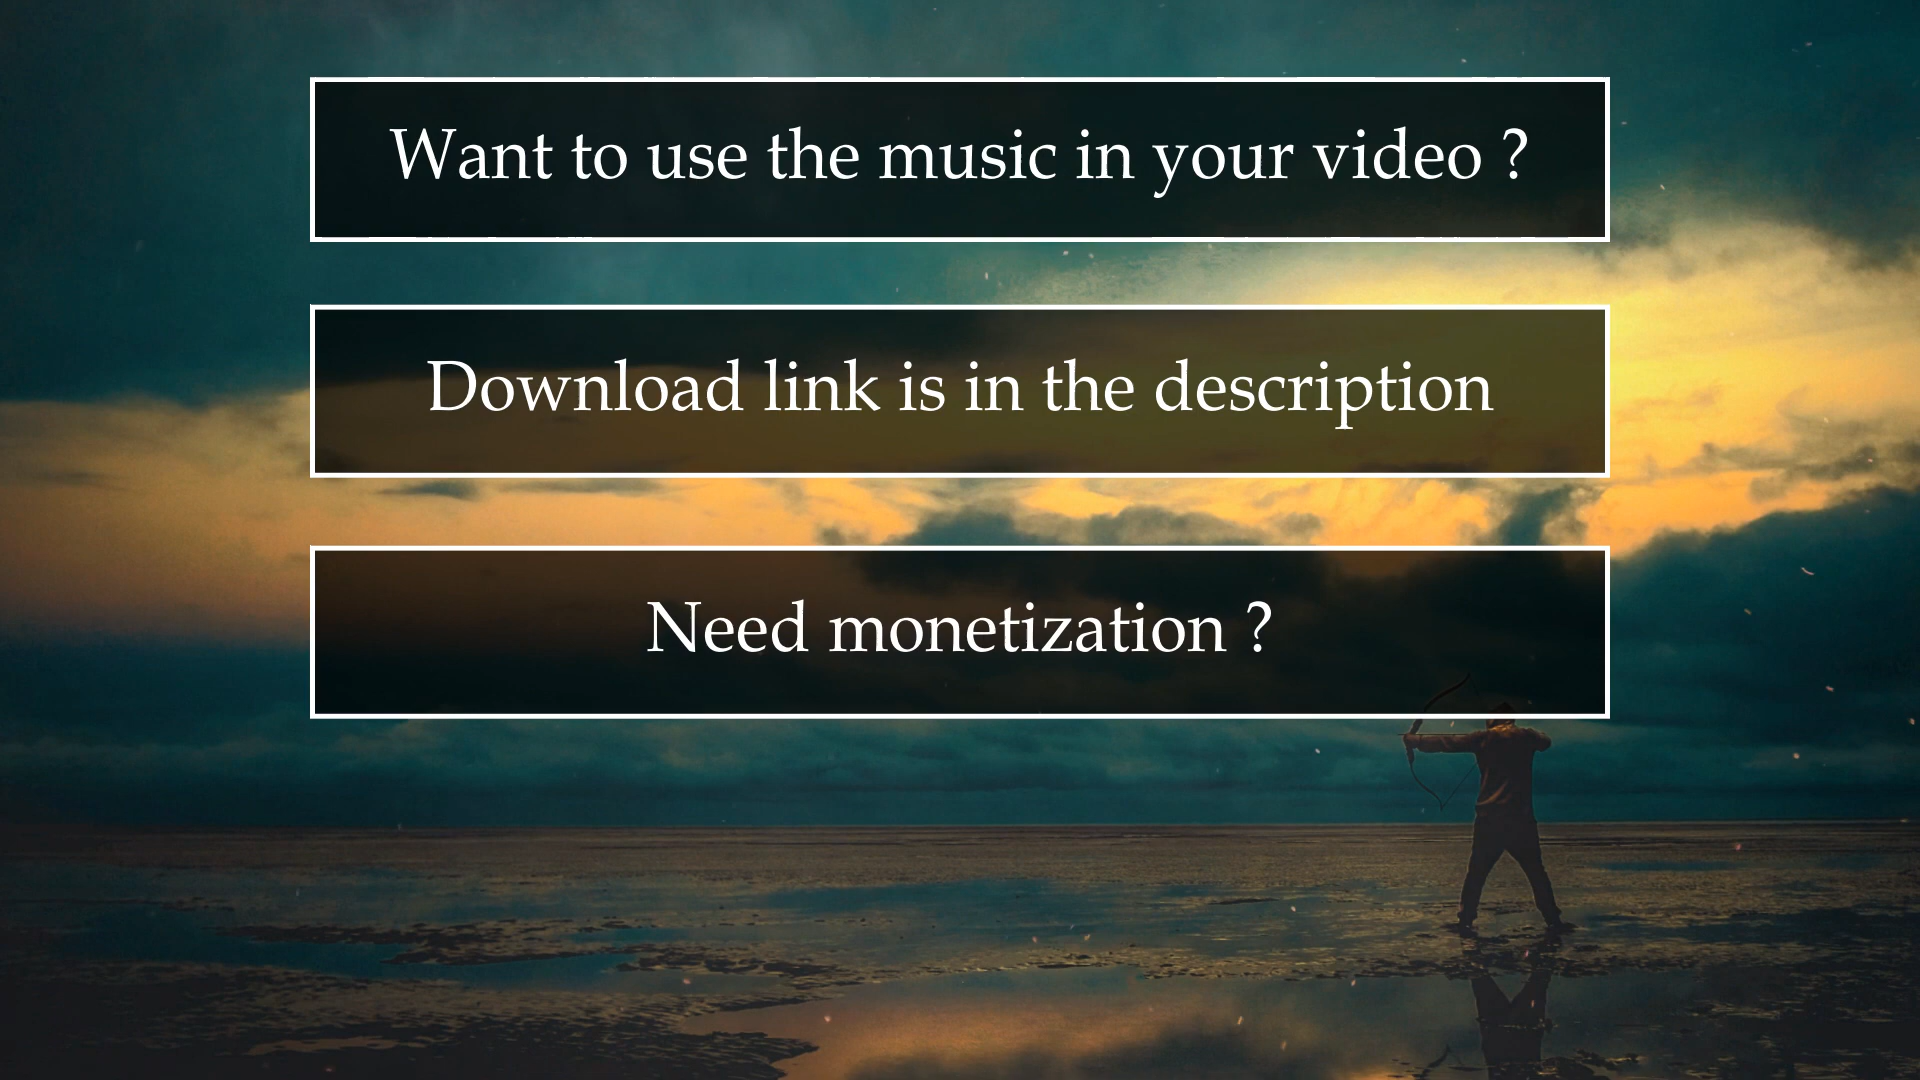 Want to use the music in your video ?
Download link is in the description
Need monetization ?